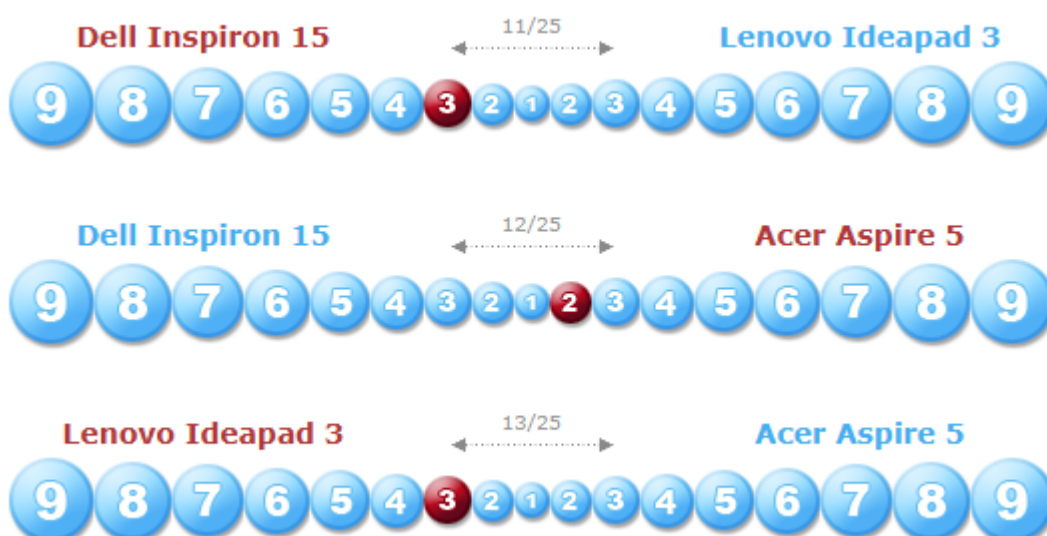 11/25
Dell Inspiron 15 Lenovo Ideapad 3
9 8 7 6 5 4 3 2 1 2 3 4 5 6 7 8 9
12/25
Dell Inspiron 15 Acer Aspire 5
9 8 7 6 5 4 3 2 1 2 3 4 5 6 7 8 9
13/25
Lenovo Ideapad 3 Acer Aspire 5
9 8 7 6 5 4 3 2 1 2 3 4 5 6 7 8 9